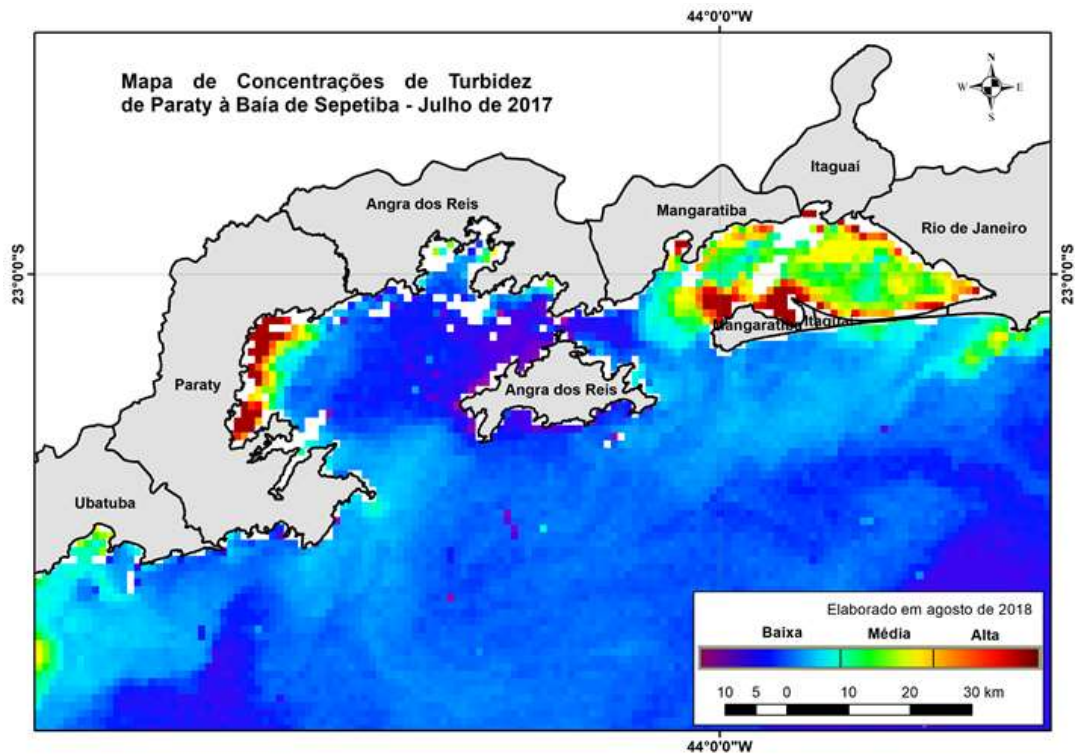 44°0'0"W
Mapa de Concentrações de Turbidez
de Paraty à Baía de Sepetiba - Julho de 2017
N
W E
S
Itaguaí
Angra dos Reis
Mangaratiba
Rio de Janeiro
23°0'0"S
23°0'0"S
Mangaratiba
Itaguaí
Paraty
Angra dos Reis
Ubatuba
Elaborado em agosto de 2018
Baixa Média Alta
10 5 0 10 20 30 km
44°0'0"W